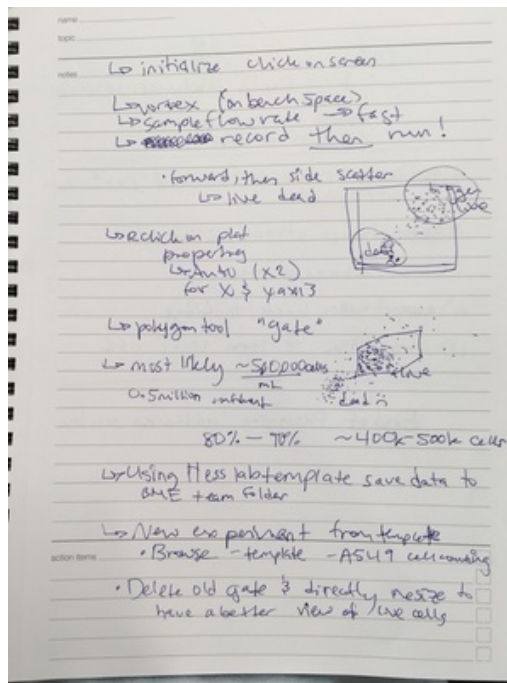 name
topic
notes
↳ initialize click on screen
↳ vortex (on bench space)
↳ sample flow rate → fast
↳ record then run!
• forward, then side scatter
↳ live dead
live
dead
↳ R click on plot
properties
↳ Auto (x2)
for X & y axis
↳ polygon tool "gate"
↳ most likely ~500,000 cells
mL
0.5 million
live
dead
80% - 90% ~400k-500k cells
↳ Using Hess lab template save data to
BME team folder
↳ New experiment from template
action items
• Browse - template - A549 cell counting
• Delete old gate & directly resize to
have a better view of live cells